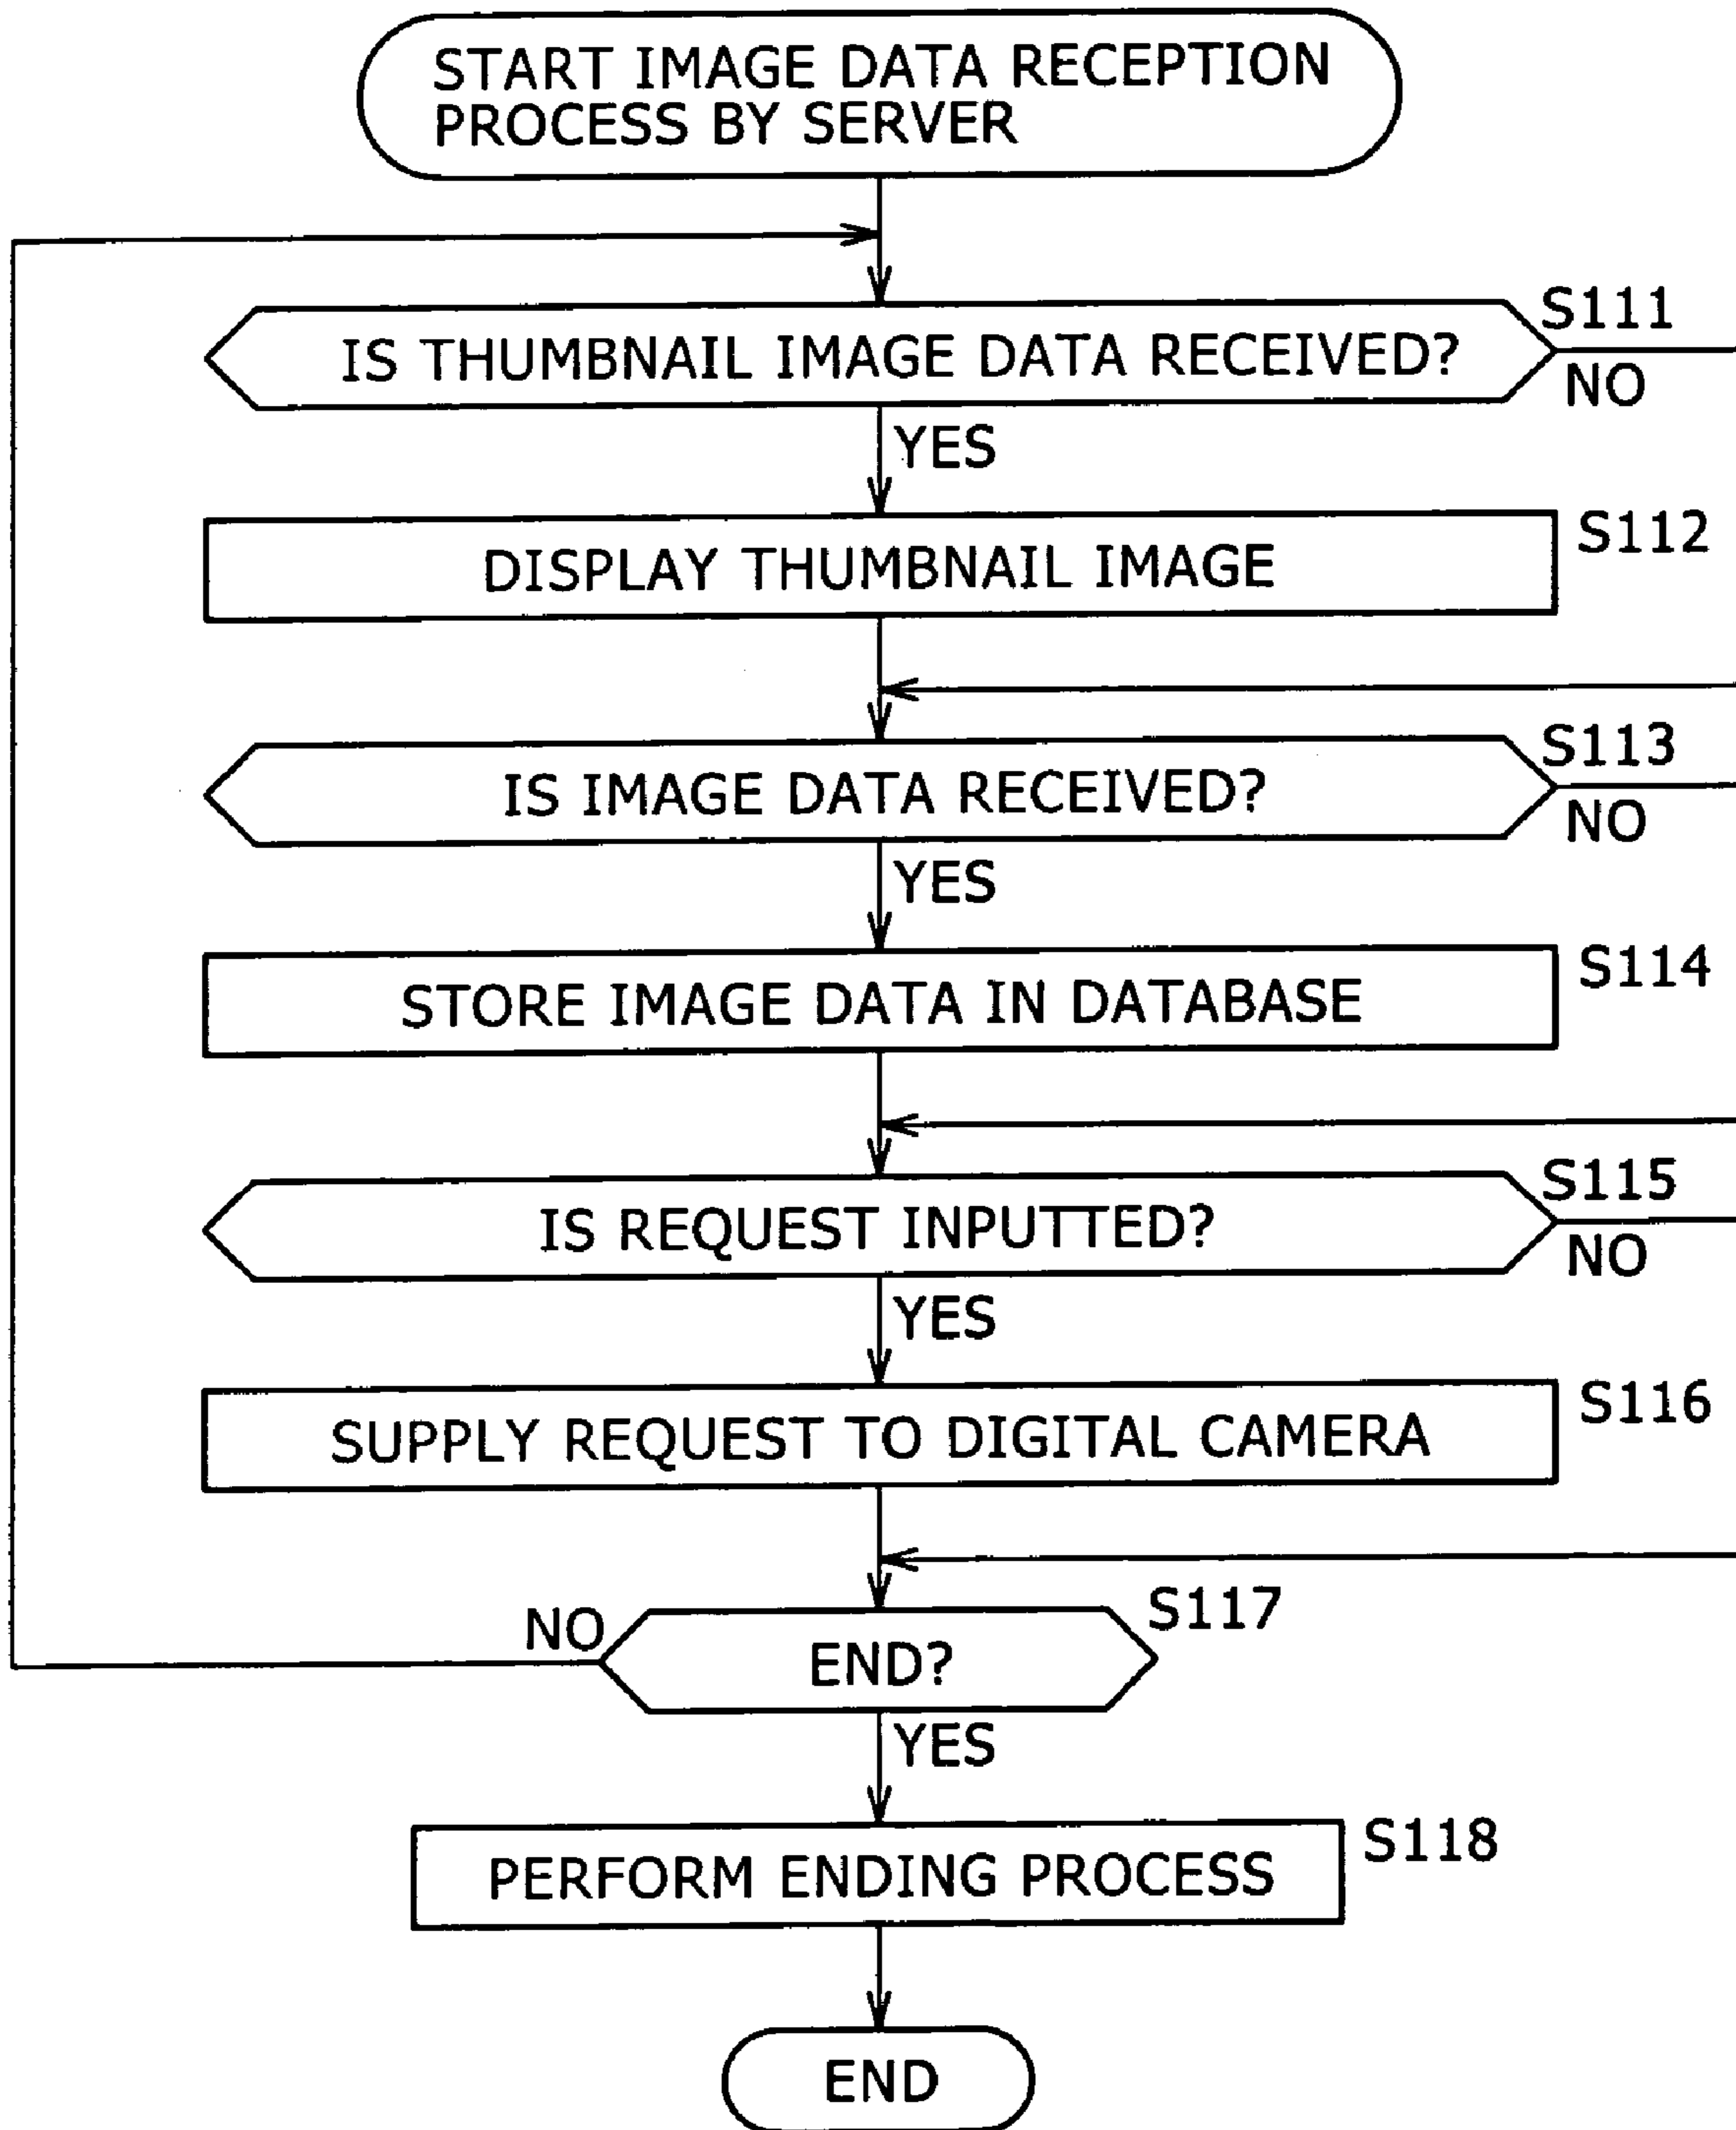 START IMAGE DATA RECEPTION
PROCESS BY SERVER
S111
IS THUMBNAIL IMAGE DATA RECEIVED?
NO
YES
S112
DISPLAY THUMBNAIL IMAGE
S113
IS IMAGE DATA RECEIVED?
NO
YES
S114
STORE IMAGE DATA IN DATABASE
S115
IS REQUEST INPUTTED?
NO
YES
S116
SUPPLY REQUEST TO DIGITAL CAMERA
S117
NO
END?
YES
S118
PERFORM ENDING PROCESS
END